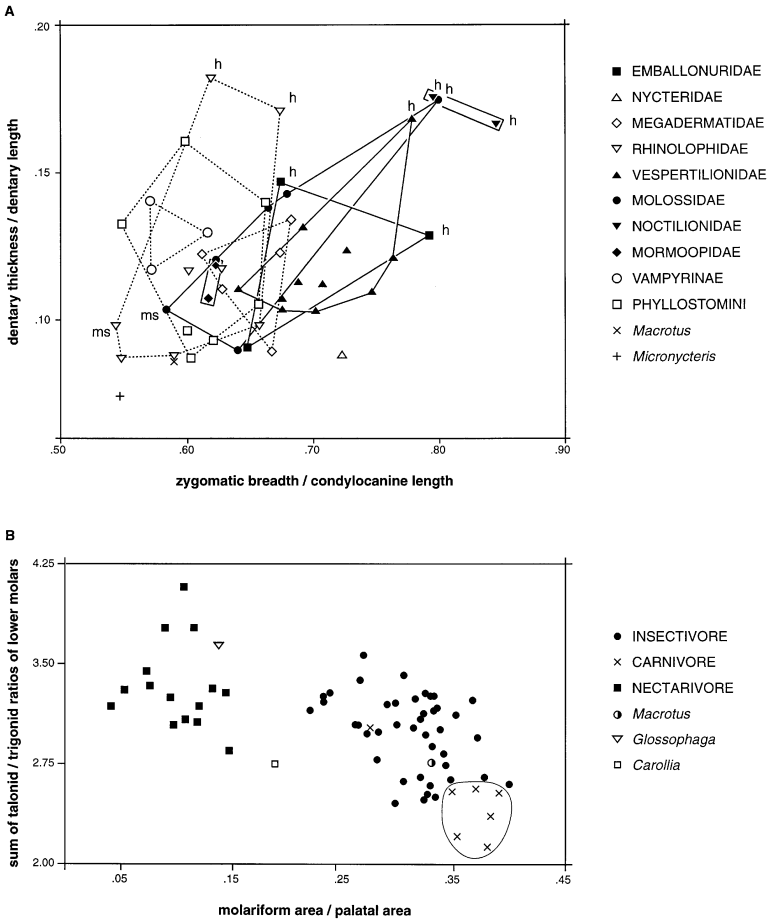 A
.20
h
h
h
h
h
h
EMBALLONURIDAE
NYCTERIDAE
MEGADERMATIDAE
RHINOLOPHIDAE
VESPERTILIONIDAE
MOLOSSIDAE
NOCTILIONIDAE
MORMOOPIDAE
VAMPYRINAE
PHYLLOSTOMINI
Macrotus
Micronycteris
dentary thickness / dentary length
.15
h
h
.10
ms
ms
.50
.60
.70
.80
.90
zygomatic breadth / condylocanine length
B
4.25
3.50
2.75
2.00
sum of talonid / trigonid ratios of lower molars
INSECTIVORE
CARNIVORE
NECTARIVORE
Macrotus
Glossophaga
Carollia
.05
.15
.25
.35
.45
molariform area / palatal area